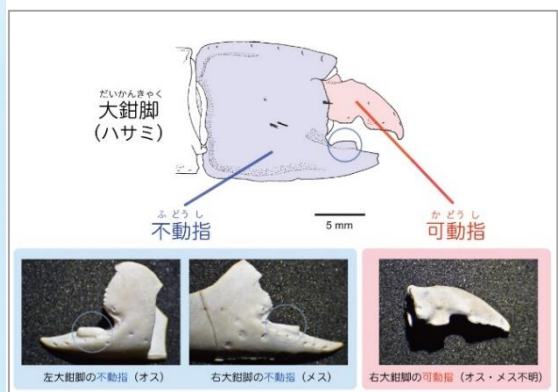 だいかんきゃく
大鉗脚
(ハサミ)
ふどうし
不動指
かどうし
可動指
5 mm
左大鉗脚の不動指(オス)
右大鉗脚の不動指(メス)
右大鉗脚の可動指(オス・メス不明)